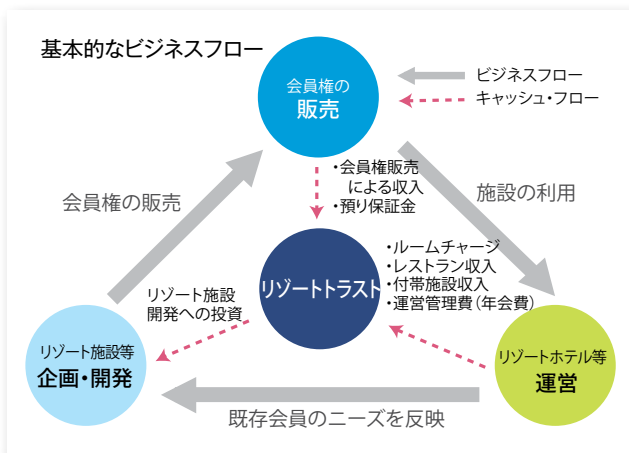 基本的なビジネスフロー
会員権の
販売
ビジネスフロー
キャッシュ・フロー
会員権の販売
・会員権販売
による収入
・預り保証金
施設の利用
リゾートトラスト
・ルームチャージ
・レストラン収入
・付帯施設収入
・運営管理費（年会費）
リゾート施設
開発への投資
リゾート施設等
企画・開発
リゾートホテル等
運営
既存会員のニーズを反映